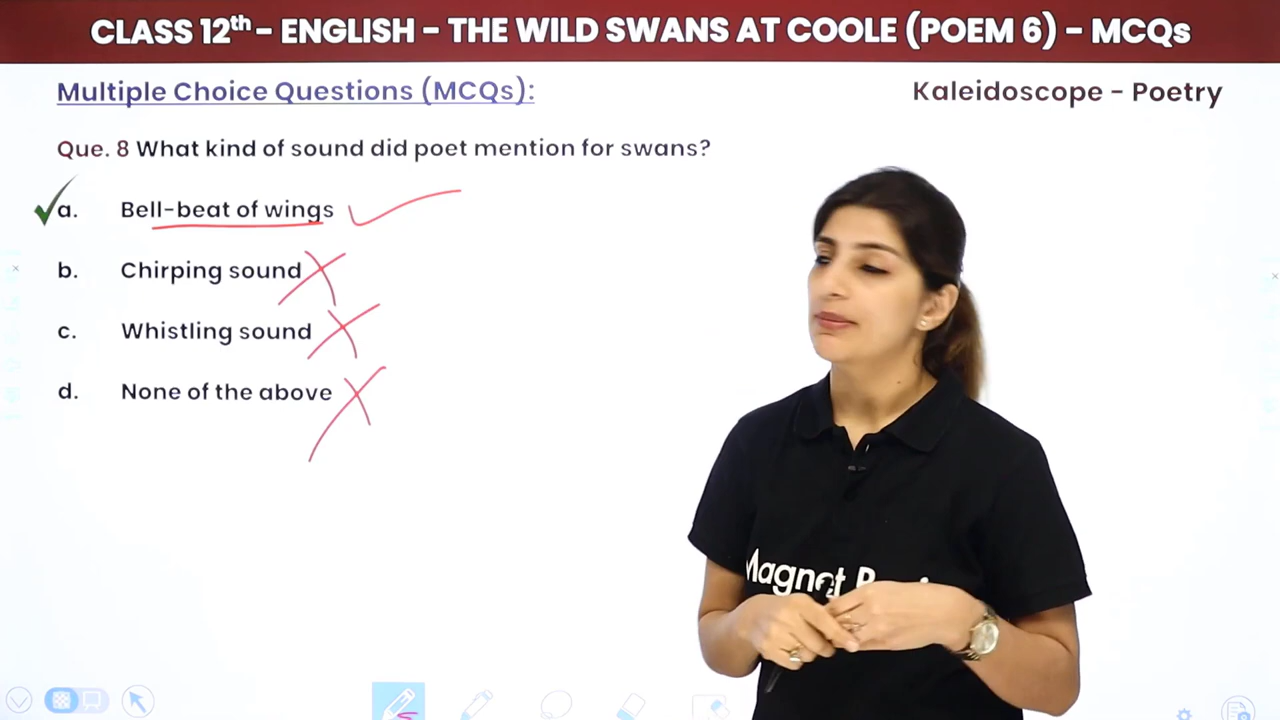 CLASS 12th – ENGLISH – THE WILD SWANS AT COOLE (POEM 6) – MCQs
Multiple Choice Questions (MCQs):
Kaleidoscope - Poetry
Que. 8 What kind of sound did poet mention for swans?
a. Bell-beat of wings
b. Chirping sound
c. Whistling sound
d. None of the above
Magnet